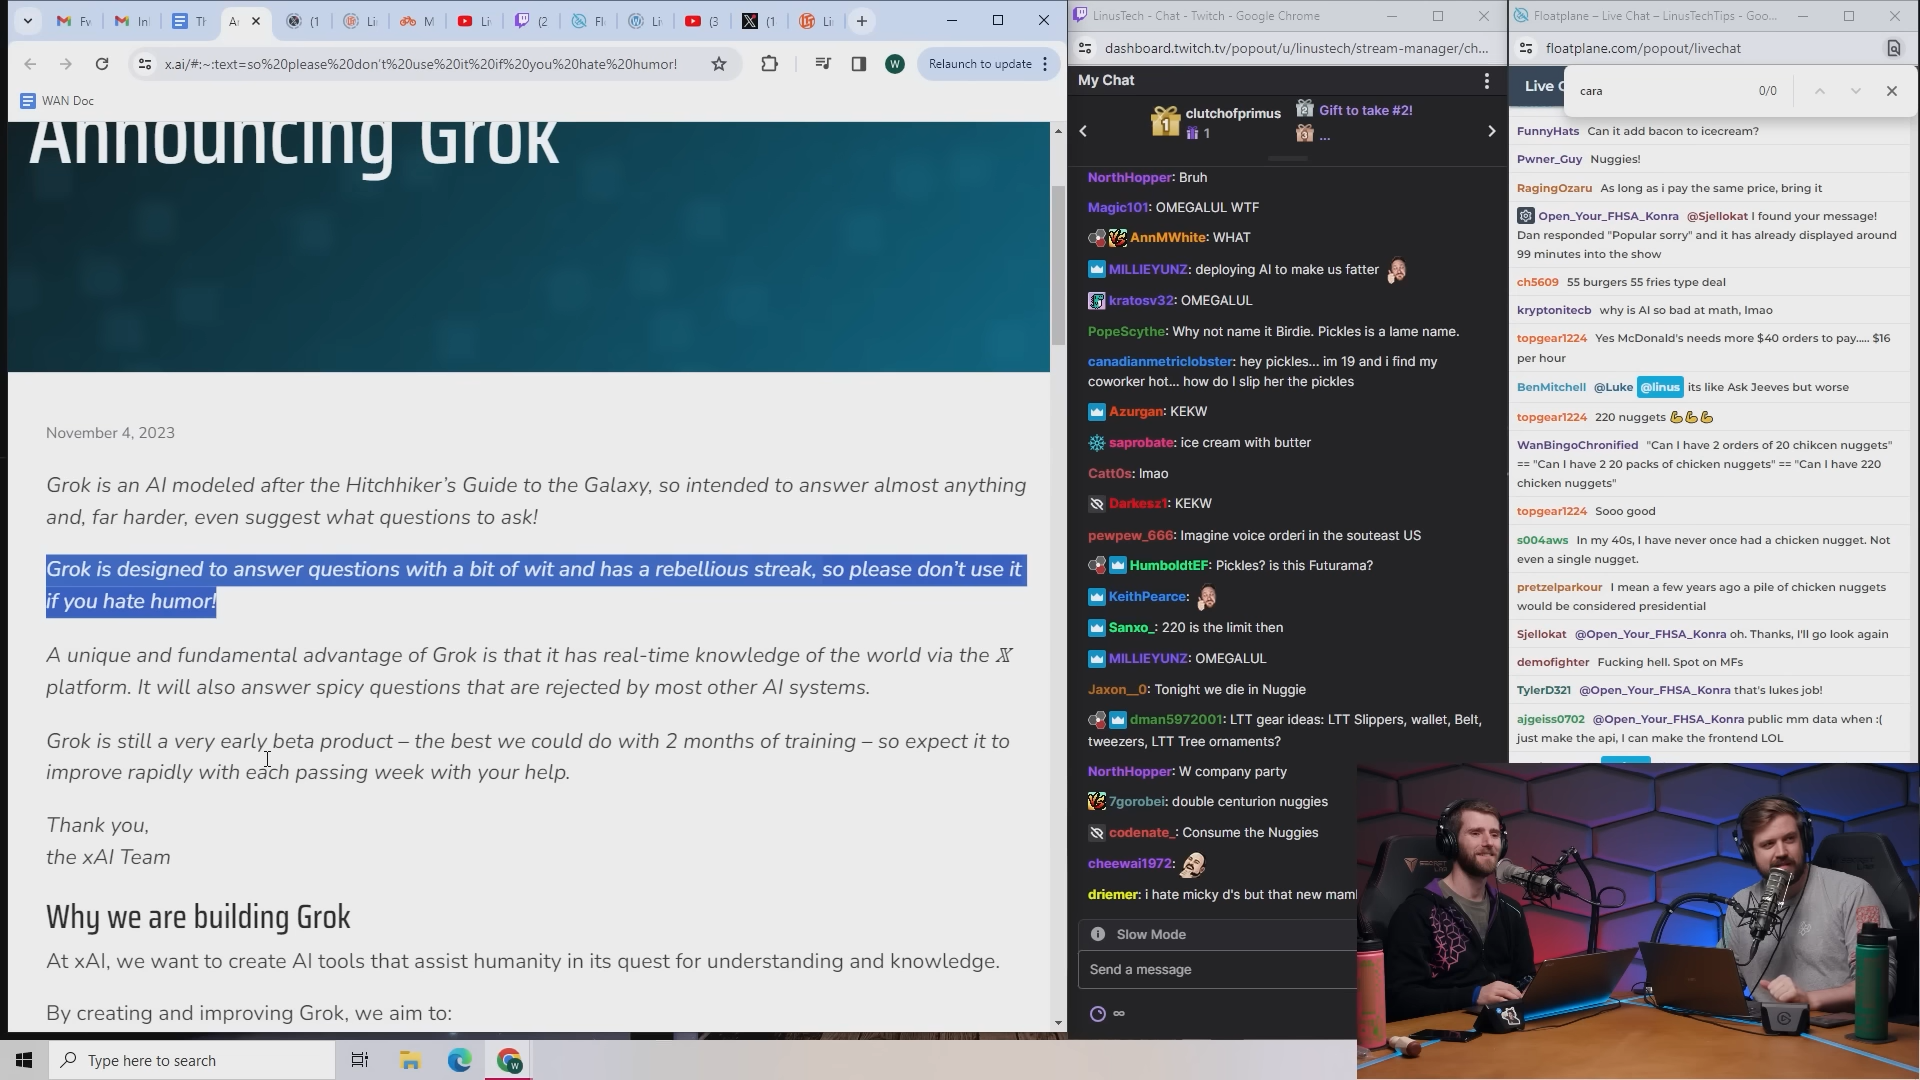 Fw
Inl
Th
Ar
(1
Lin
M
Liv
(2
Flo
Liv
(3
(1
Lin
x.ai/#:~:text=so%20please%20don't%20use%20it%20if%20you%20hate%20humor!
W
Relaunch to update
WAN Doc
Announcing Grok
November 4, 2023
Grok is an AI modeled after the Hitchhiker's Guide to the Galaxy, so intended to answer almost anything
and, far harder, even suggest what questions to ask!
Grok is designed to answer questions with a bit of wit and has a rebellious streak, so please don't use it
if you hate humor!
A unique and fundamental advantage of Grok is that it has real-time knowledge of the world via the 𝕏
platform. It will also answer spicy questions that are rejected by most other AI systems.
Grok is still a very early beta product – the best we could do with 2 months of training – so expect it to
improve rapidly with each passing week with your help.
Thank you,
the xAI Team
Why we are building Grok
At xAI, we want to create AI tools that assist humanity in its quest for understanding and knowledge.
By creating and improving Grok, we aim to:
Type here to search
LinusTech - Chat - Twitch - Google Chrome
dashboard.twitch.tv/popout/u/linustech/stream-manager/ch...
My Chat
1
clutchofprimus
1
2
Gift to take #2!
3
...
NorthHopper: Bruh
Magic101: OMEGALUL WTF
AnnMWhite: WHAT
MILLIEYUNZ: deploying AI to make us fatter
kratosv32: OMEGALUL
PopeScythe: Why not name it Birdie. Pickles is a lame name.
canadianmetriclobster: hey pickles... im 19 and i find my
coworker hot... how do I slip her the pickles
Azurgan: KEKW
saprobate: ice cream with butter
Catt0s: lmao
Darkesz1: KEKW
pewpew_666: Imagine voice orderi in the souteast US
HumboldtEF: Pickles? is this Futurama?
KeithPearce:
Sanxo_: 220 is the limit then
MILLIEYUNZ: OMEGALUL
Jaxon__0: Tonight we die in Nuggie
dman5972001: LTT gear ideas: LTT Slippers, wallet, Belt,
tweezers, LTT Tree ornaments?
NorthHopper: W company party
7gorobei: double centurion nuggies
codenate_: Consume the Nuggies
cheewai1972:
driemer: i hate micky d's but that new mam
Slow Mode
Send a message
∞
Floatplane – Live Chat – LinusTechTips - Goo...
floatplane.com/popout/livechat
Live C
cara
0/0
FunnyHats Can it add bacon to icecream?
Pwner_Guy Nuggies!
RagingOzaru As long as i pay the same price, bring it
Open_Your_FHSA_Konra @Sjellokat I found your message!
Dan responded "Popular sorry" and it has already displayed around
99 minutes into the show
ch5609 55 burgers 55 fries type deal
kryptonitecb why is AI so bad at math, lmao
topgear1224 Yes McDonald's needs more $40 orders to pay..... $16
per hour
BenMitchell @Luke @linus its like Ask Jeeves but worse
topgear1224 220 nuggets 💪💪💪
WanBingoChronified "Can I have 2 orders of 20 chikcen nuggets"
== "Can I have 2 20 packs of chicken nuggets" == "Can I have 220
chicken nuggets"
topgear1224 Sooo good
s004aws In my 40s, I have never once had a chicken nugget. Not
even a single nugget.
pretzelparkour I mean a few years ago a pile of chicken nuggets
would be considered presidential
Sjellokat @Open_Your_FHSA_Konra oh. Thanks, I'll go look again
demofighter Fucking hell. Spot on MFs
TylerD321 @Open_Your_FHSA_Konra that's lukes job!
ajgeiss0702 @Open_Your_FHSA_Konra public mm data when :(
just make the api, I can make the frontend LOL